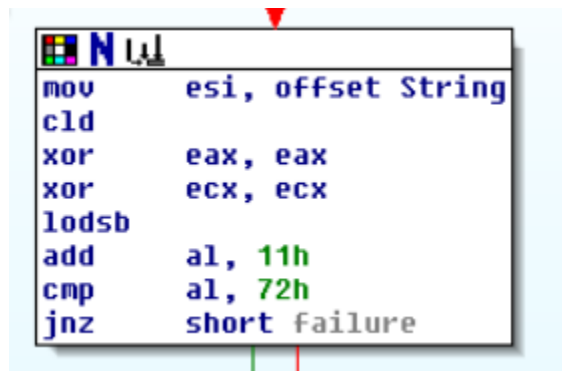 N
mov esi, offset String
cld
xor eax, eax
xor ecx, ecx
lodsb
add al, 11h
cmp al, 72h
jnz short failure